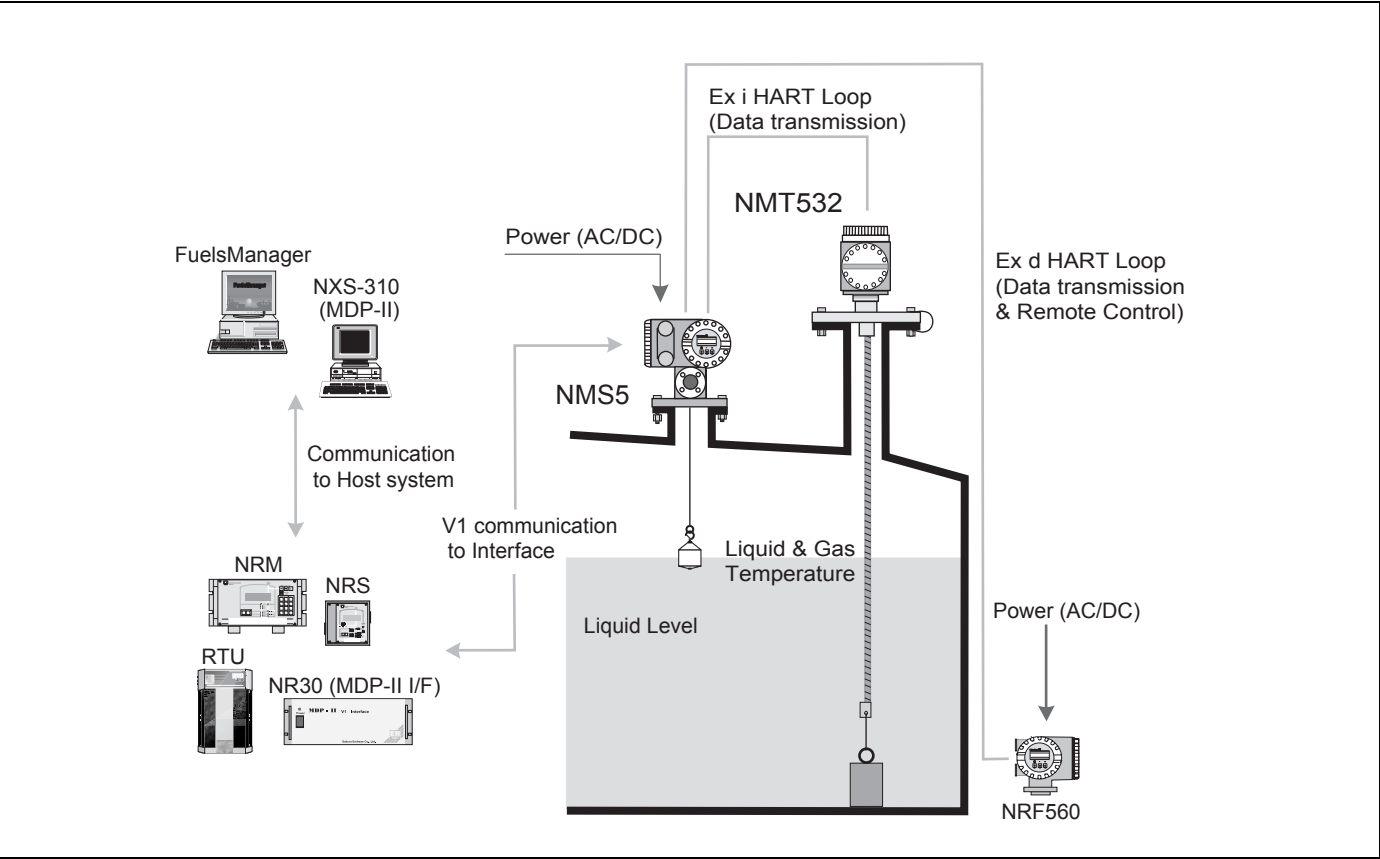 Ex i HART Loop
(Data transmission)
NMT532
Power (AC/DC)
FuelsManager
NXS-310
(MDP-II)
Ex d HART Loop
(Data transmission
& Remote Control)
NMS5
Communication
to Host system
V1 communication
to Interface
Liquid & Gas
Temperature
NRM
NRS
Liquid Level
Power (AC/DC)
RTU
NR30 (MDP-II I/F)
MDP - II V1 Interface
NRF560